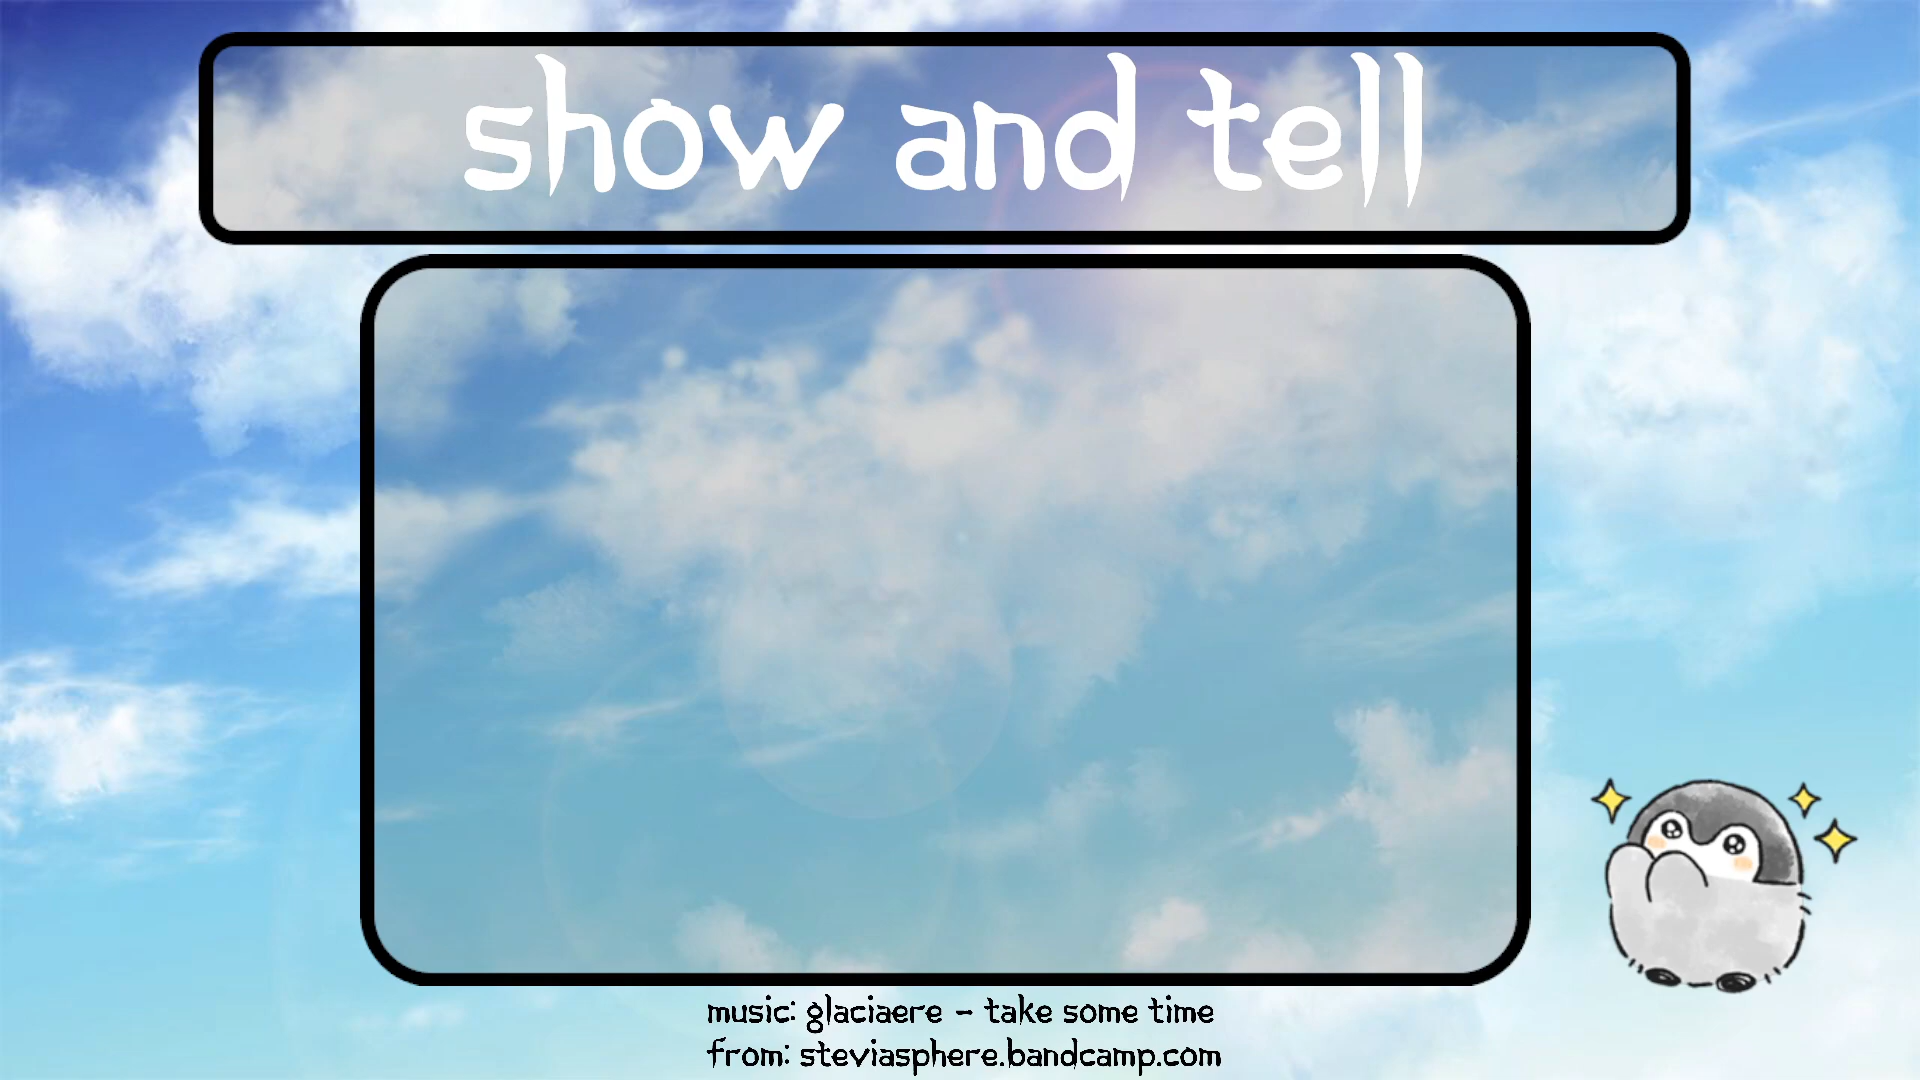 show and tell
music: glaciaere - take some time
from: steviasphere.bandcamp.com